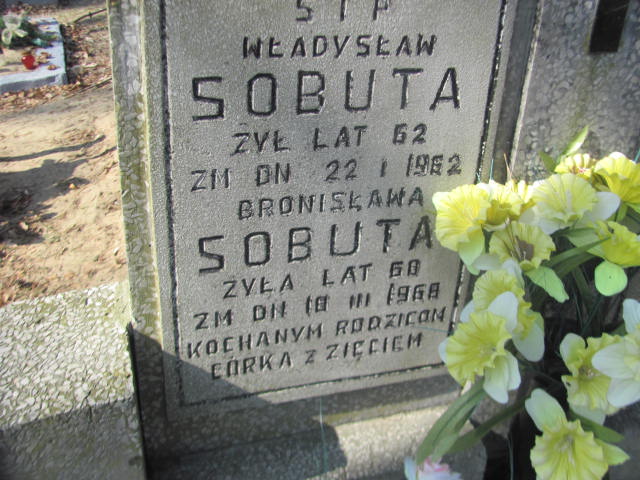 Ś T P
WŁADYSŁAW
SOBUTA
ŻYŁ LAT 62
ZM DN 22 I 1962
BRONISŁAWA
SOBUTA
ŻYŁA LAT 68
ZM DN 18 III 1968
KOCHANYM RODZICOM
CÓRKA Z ZIĘCIEM